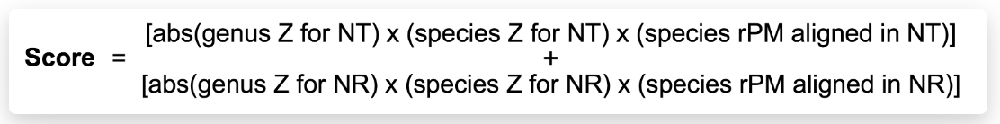 [abs(genus Z for NT) x (species Z for NT) x (species rPM aligned in NT)]
Score = +
[abs(genus Z for NR) x (species Z for NR) x (species rPM aligned in NR)]